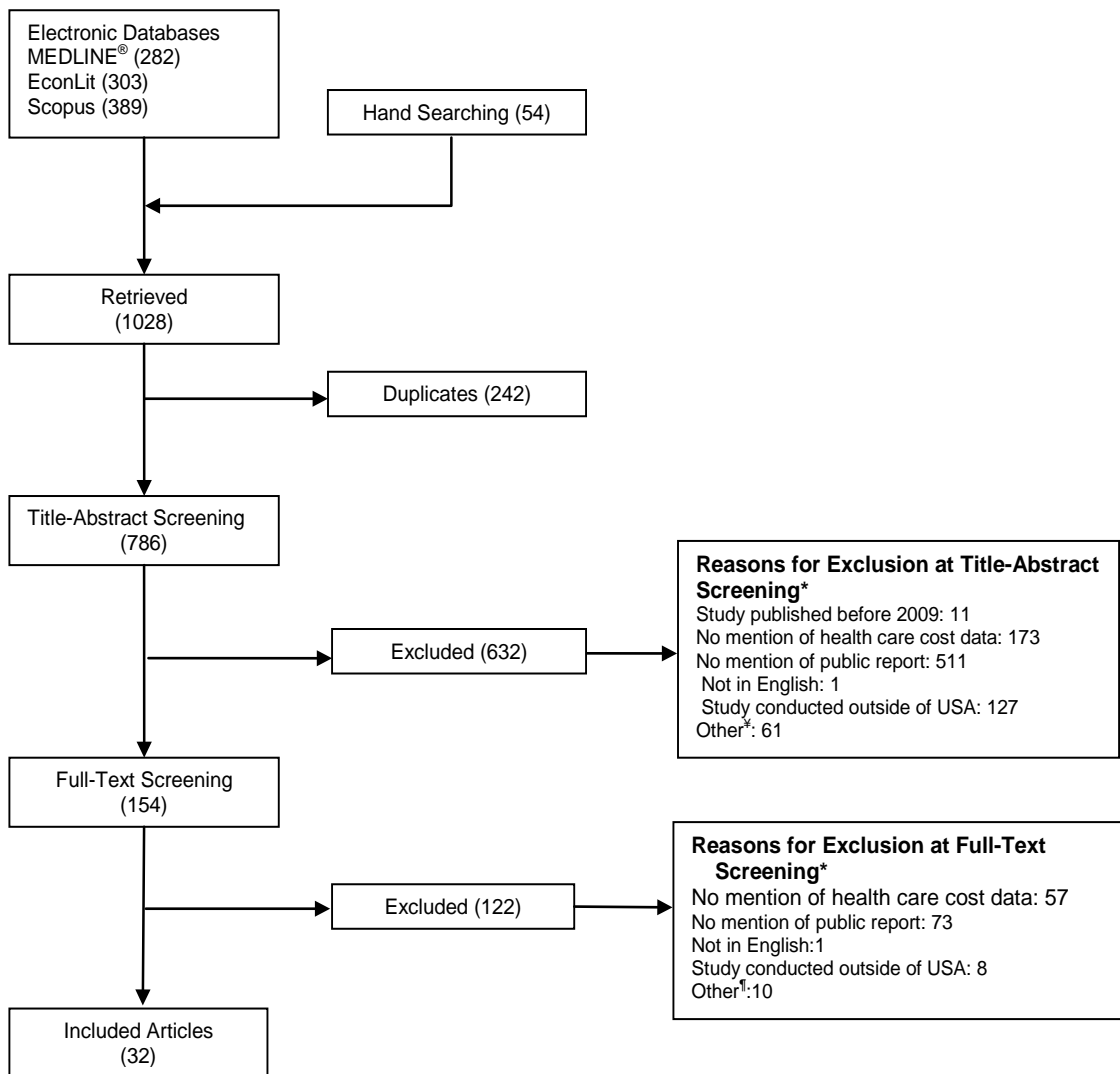 Electronic Databases
MEDLINE® (282)
EconLit (303)
Scopus (389)
Hand Searching (54)
Retrieved
(1028)
Duplicates (242)
Title-Abstract Screening
(786)
Reasons for Exclusion at Title-Abstract
Screening*
Study published before 2009: 11
No mention of health care cost data: 173
No mention of public report: 511
Not in English: 1
Study conducted outside of USA: 127
Other¥: 61
Excluded (632)
Full-Text Screening
(154)
Reasons for Exclusion at Full-Text
Screening*
No mention of health care cost data: 57
No mention of public report: 73
Not in English:1
Study conducted outside of USA: 8
Other¶:10
Excluded (122)
Included Articles
(32)